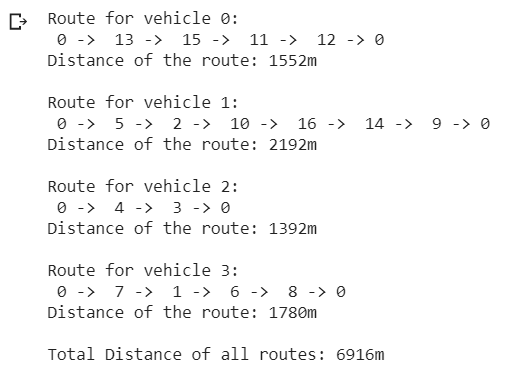 Route for vehicle 0:
0 -> 13 -> 15 -> 11 -> 12 -> 0
Distance of the route: 1552m
Route for vehicle 1:
0 -> 5 -> 2 -> 10 -> 16 -> 14 -> 9 -> 0
Distance of the route: 2192m
Route for vehicle 2:
0 -> 4 -> 3 -> 0
Distance of the route: 1392m
Route for vehicle 3:
0 -> 7 -> 1 -> 6 -> 8 -> 0
Distance of the route: 1780m
Total Distance of all routes: 6916m